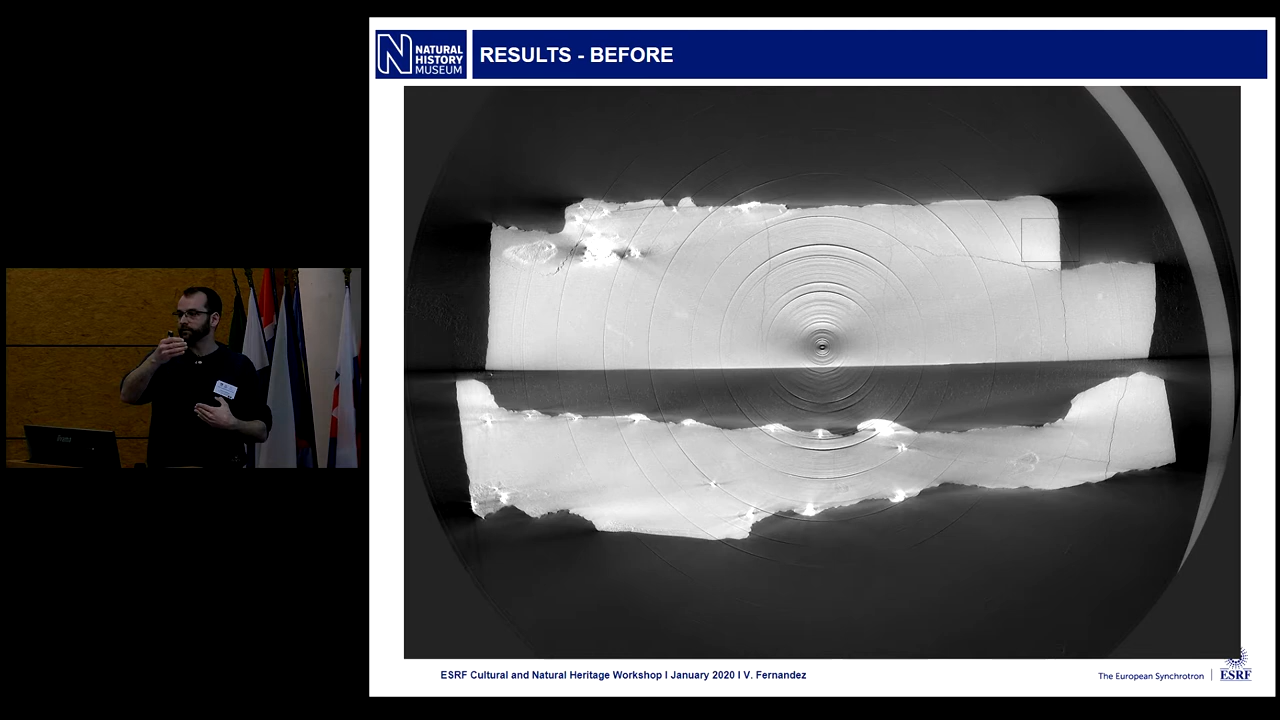 NATURAL
HISTORY
MUSEUM
RESULTS - BEFORE
ESRF Cultural and Natural Heritage Workshop I January 2020 I V. Fernandez
The European Synchrotron
ESRF